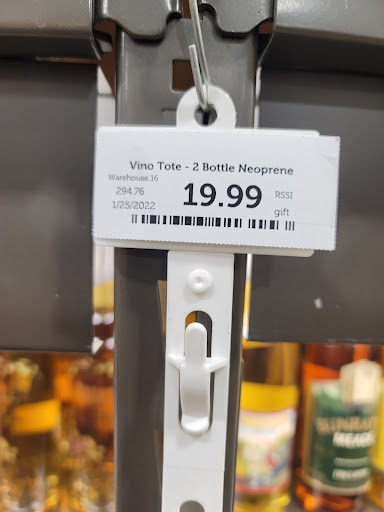 Vino Tote - 2 Bottle Neoprene
Warehouse.16
294.76
1/25/2022
19.99
RSSI
gift